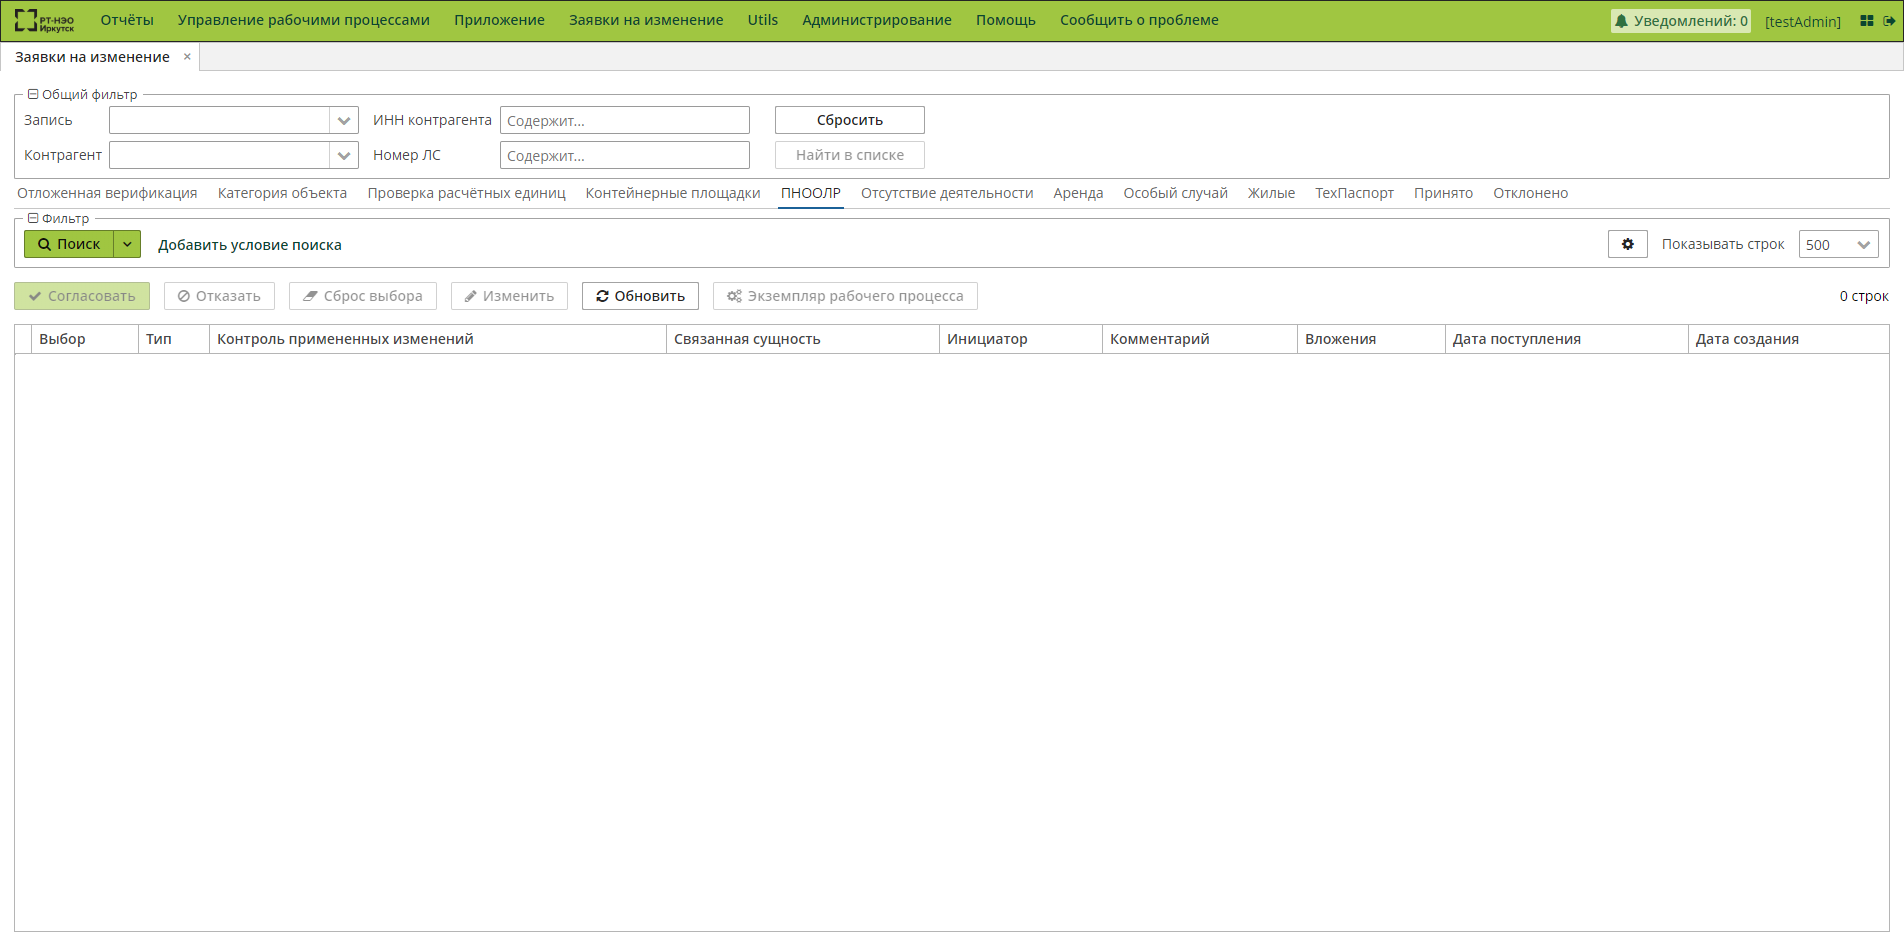 РТ-НЭО Иркутск Отчёты Управление рабочими процессами Приложение Заявки на изменение Utils Администрирование Помощь Сообщить о проблеме Уведомлений: 0 [testAdmin]
Заявки на изменение ×
Общий фильтр
Запись ИНН контрагента Содержит... Сбросить
Контрагент Номер ЛС Содержит... Найти в списке
Отложенная верификация Категория объекта Проверка расчётных единиц Контейнерные площадки ПНООЛР Отсутствие деятельности Аренда Особый случай Жилые ТехПаспорт Принято Отклонено
Фильтр
Поиск Добавить условие поиска Показывать строк 500
Согласовать Отказать Сброс выбора Изменить Обновить Экземпляр рабочего процесса 0 строк
Выбор Тип Контроль примененных изменений Связанная сущность Инициатор Комментарий Вложения Дата поступления Дата создания